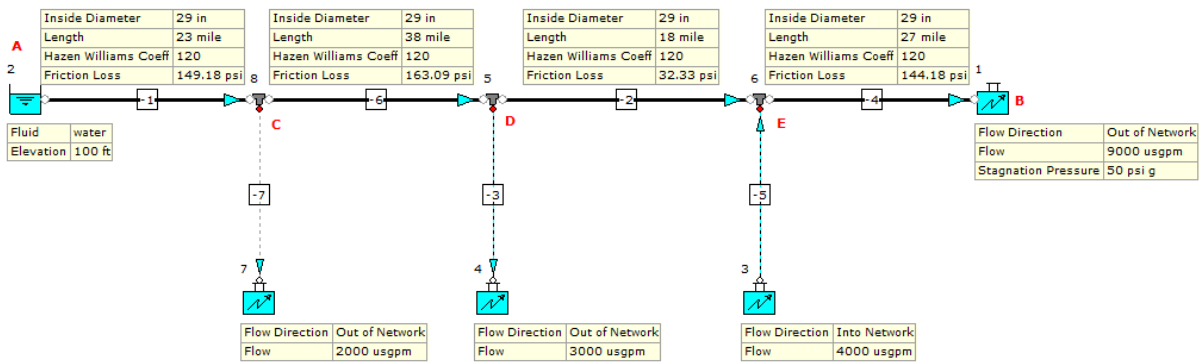 Inside Diameter 29 in
Length 23 mile
Hazen Williams Coeff 120
Friction Loss 149.18 psi
Inside Diameter 29 in
Length 38 mile
Hazen Williams Coeff 120
Friction Loss 163.09 psi
Inside Diameter 29 in
Length 18 mile
Hazen Williams Coeff 120
Friction Loss 32.33 psi
Inside Diameter 29 in
Length 27 mile
Hazen Williams Coeff 120
Friction Loss 144.18 psi
A
2
8
5
6
1
-1
-6
-2
-4
B
C
D
E
Fluid water
Elevation 100 ft
Flow Direction Out of Network
Flow 9000 usgpm
Stagnation Pressure 50 psi g
-7
-3
-5
7
4
3
Flow Direction Out of Network
Flow 2000 usgpm
Flow Direction Out of Network
Flow 3000 usgpm
Flow Direction Into Network
Flow 4000 usgpm